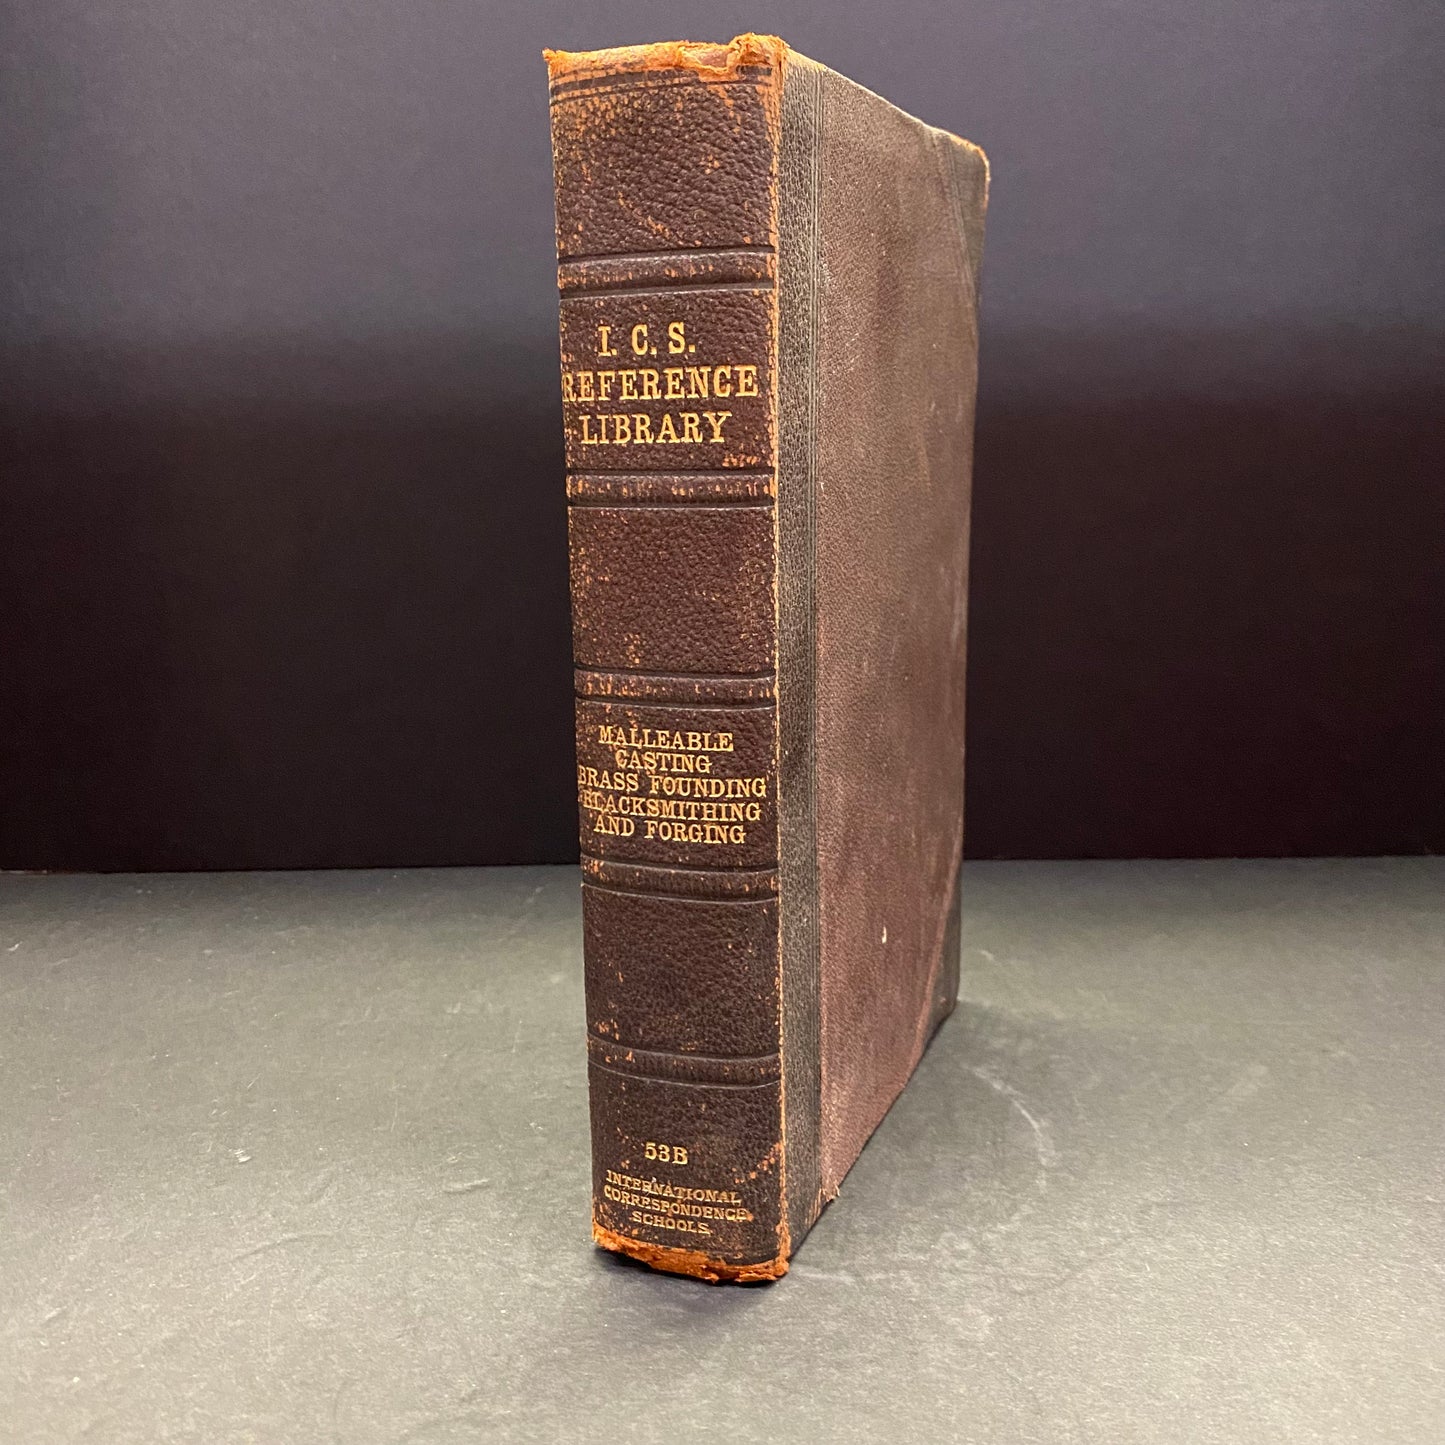 I. C. S.
REFERENCE
LIBRARY
MALLEABLE
CASTING
BRASS FOUNDING
BLACKSMITHING
AND FORGING
53B
INTERNATIONAL
CORRESPONDENCE
SCHOOLS.